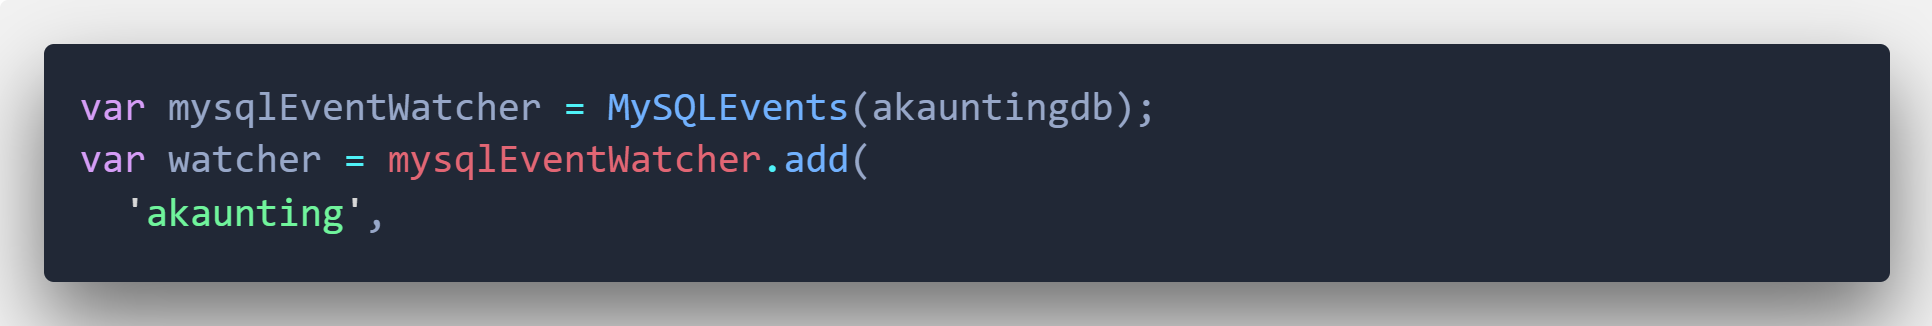 var mysqlEventWatcher = MySQLEvents(akauntingdb);
var watcher = mysqlEventWatcher.add(
  'akaunting',